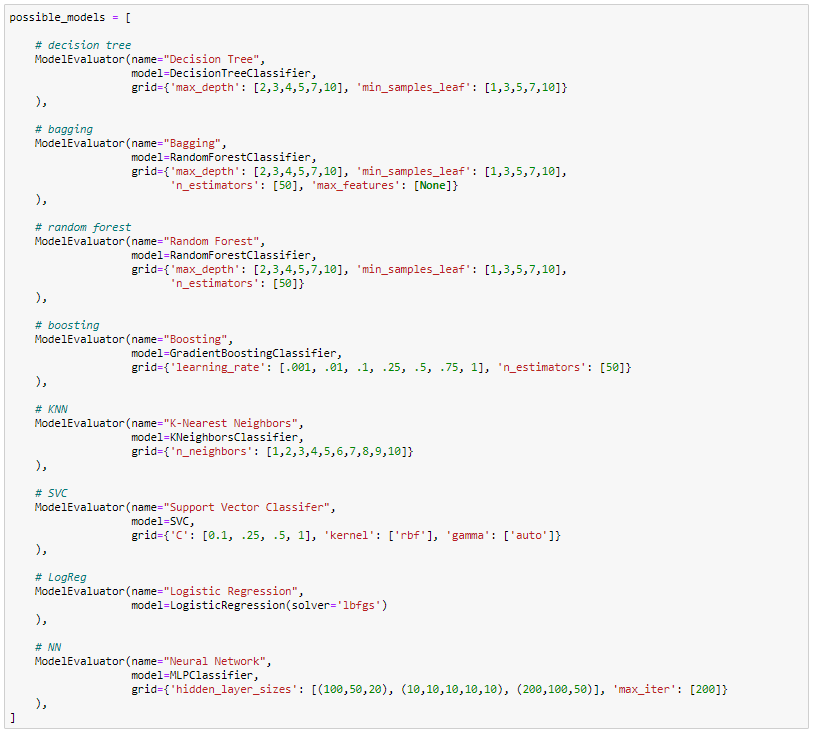 possible_models = [
# decision tree
ModelEvaluator(name="Decision Tree",
model=DecisionTreeClassifier,
grid={'max_depth': [2,3,4,5,7,10], 'min_samples_leaf': [1,3,5,7,10]}
),
# bagging
ModelEvaluator(name="Bagging",
model=RandomForestClassifier,
grid={'max_depth': [2,3,4,5,7,10], 'min_samples_leaf': [1,3,5,7,10],
'n_estimators': [50], 'max_features': [None]}
),
# random forest
ModelEvaluator(name="Random Forest",
model=RandomForestClassifier,
grid={'max_depth': [2,3,4,5,7,10], 'min_samples_leaf': [1,3,5,7,10],
'n_estimators': [50]}
),
# boosting
ModelEvaluator(name="Boosting",
model=GradientBoostingClassifier,
grid={'learning_rate': [.001, .01, .1, .25, .5, .75, 1], 'n_estimators': [50]}
),
# KNN
ModelEvaluator(name="K-Nearest Neighbors",
model=KNeighborsClassifier,
grid={'n_neighbors': [1,2,3,4,5,6,7,8,9,10]}
),
# SVC
ModelEvaluator(name="Support Vector Classifer",
model=SVC,
grid={'C': [0.1, .25, .5, 1], 'kernel': ['rbf'], 'gamma': ['auto']}
),
# LogReg
ModelEvaluator(name="Logistic Regression",
model=LogisticRegression(solver='lbfgs')
),
# NN
ModelEvaluator(name="Neural Network",
model=MLPClassifier,
grid={'hidden_layer_sizes': [(100,50,20), (10,10,10,10,10), (200,100,50)], 'max_iter': [200]}
),
]